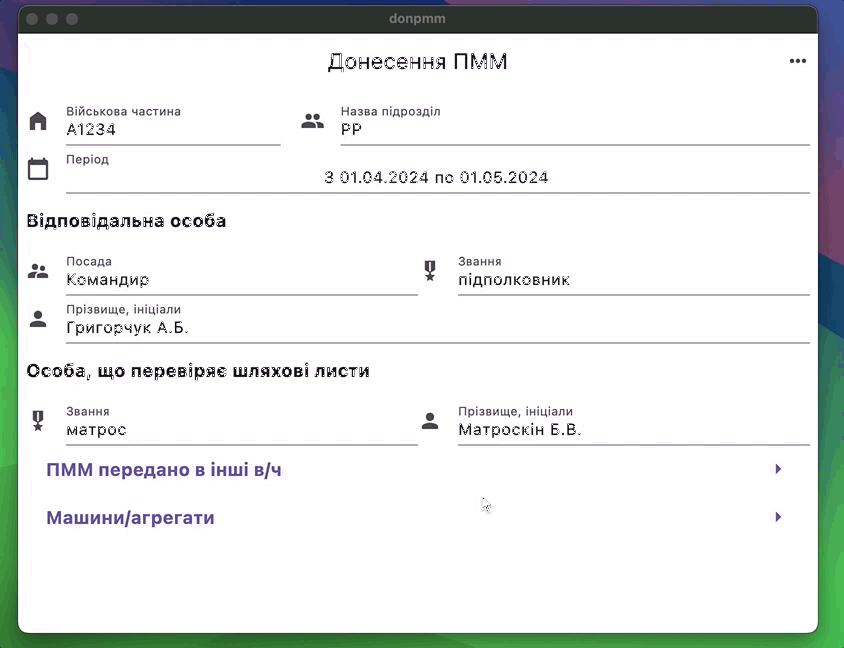 donpmm
Донесення ПММ
Військова частина
А1234
Назва підрозділ
РР
Період
З 01.04.2024 по 01.05.2024
Відповідальна особа
Посада
Командир
Звання
підполковник
Прізвище, ініціали
Григорчук А.Б.
Особа, що перевіряє шляхові листи
Звання
матрос
Прізвище, ініціали
Матроскін Б.В.
ПММ передано в інші в/ч
Машини/агрегати